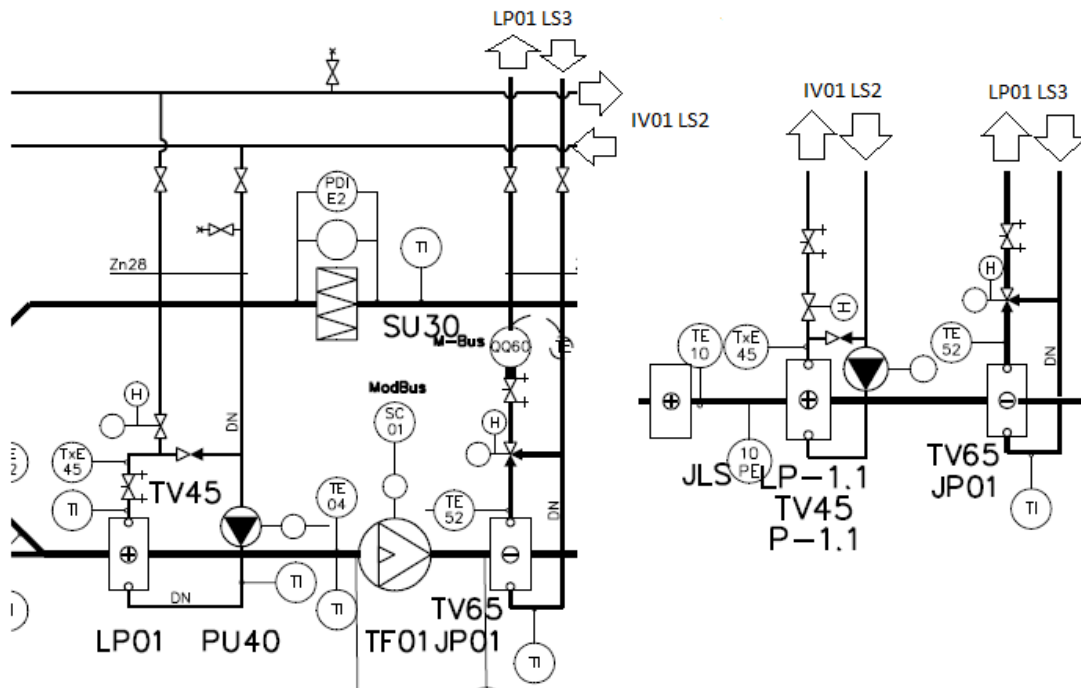 LP01 LS3
IV01 LS2
LP01 LS3
IV01 LS2
PDI
E2
TI
Zn28
SU30
M-Bus
QQ60
ModBus
SC
01
H
H
TxE
45
TV45
DN
DN
TI
TE
04
TE
52
DN
TI
TI
LP01
PU40
TF01
TV65
JP01
TI
H
H
TE
10
TxE
45
TE
52
DN
10
PE
JLS
LP-1.1
TV45
P-1.1
TV65
JP01
TI